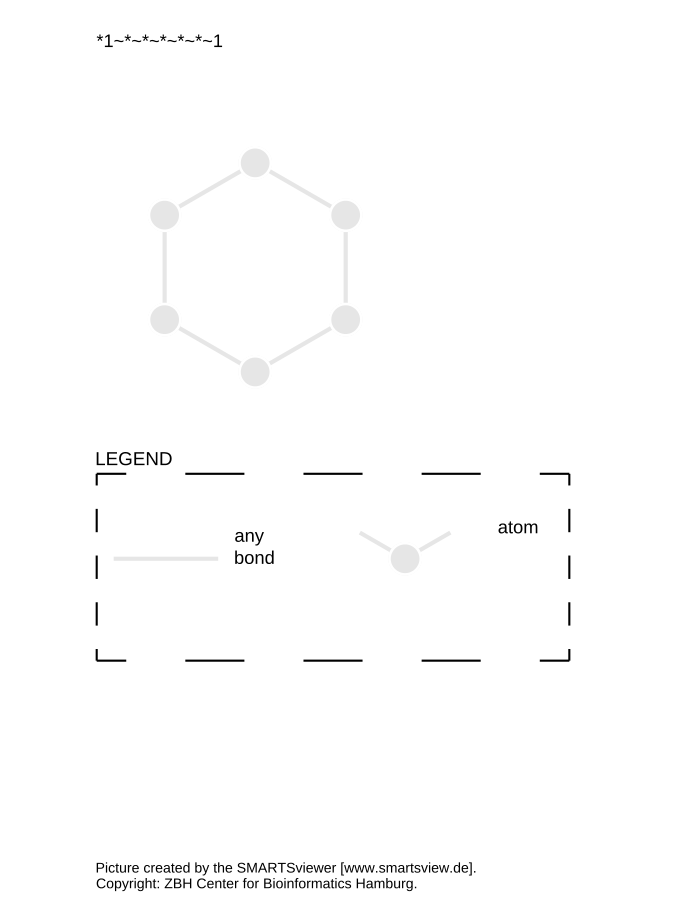 *1~*~*~*~*~*~1
LEGEND
any
bond
atom
Picture created by the SMARTSviewer [www.smartsview.de].
Copyright: ZBH Center for Bioinformatics Hamburg.